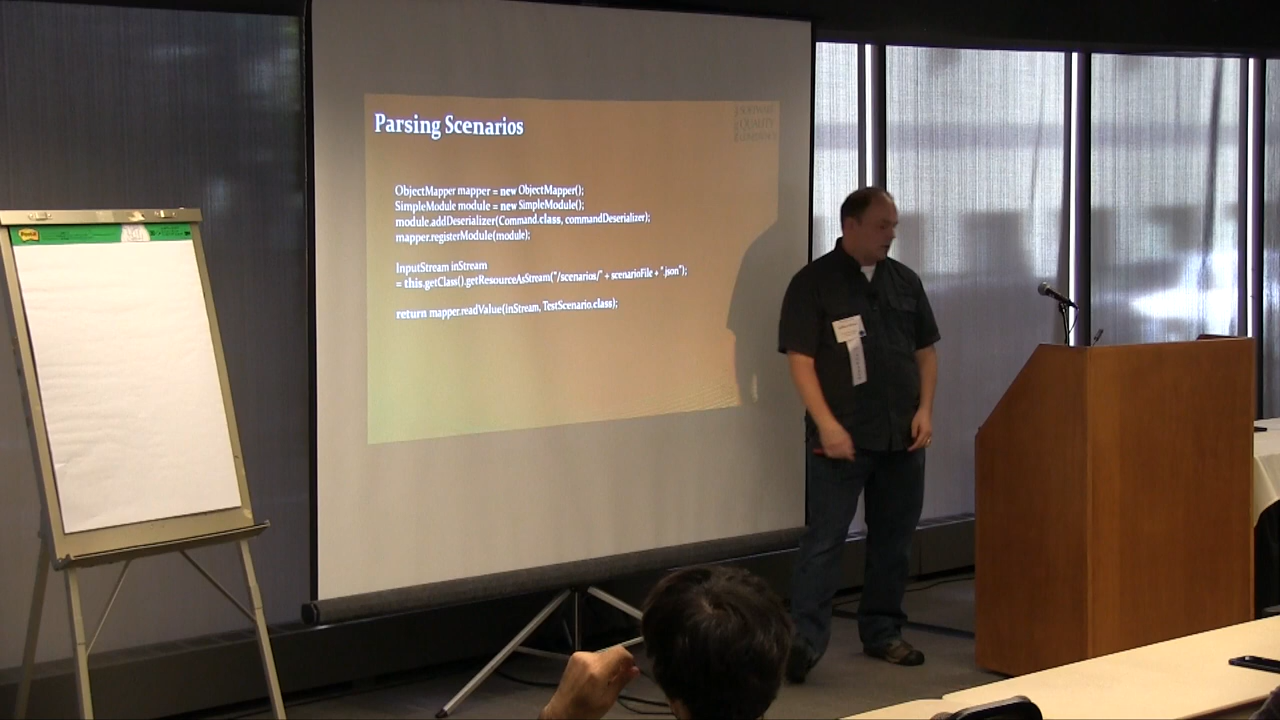 Parsing Scenarios
QUALITY
ObjectMapper mapper = new ObjectMapper();
SimpleModule module = new SimpleModule();
module.addDeserializer(Command.class, commandDeserializer);
mapper.registerModule(module);
InputStream inStream
= this.getClass().getResourceAsStream("/scenarios/" + scenarioFile + ".json");
return mapper.readValue(inStream, TestScenario.class);